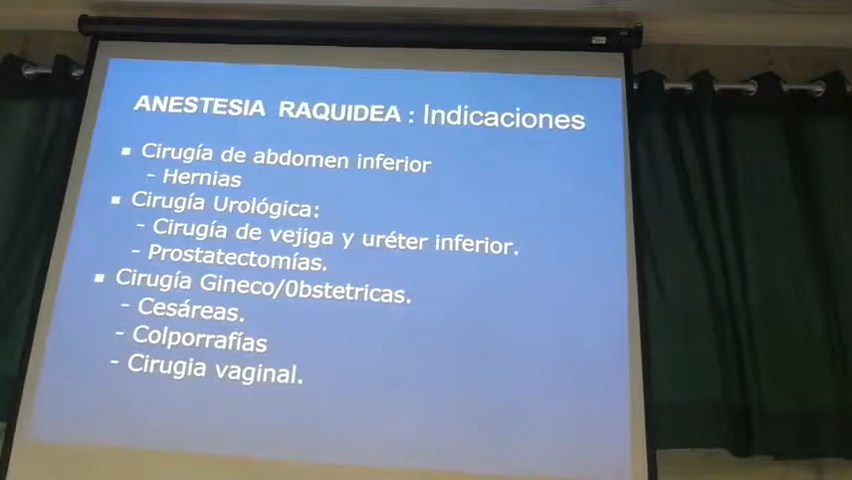 ANESTESIA RAQUIDEA : Indicaciones
▪ Cirugía de abdomen inferior
- Hernias
▪ Cirugía Urológica:
- Cirugía de vejiga y uréter inferior.
- Prostatectomías.
▪ Cirugía Gineco/0bstetricas.
- Cesáreas.
- Colporrafías
- Cirugia vaginal.